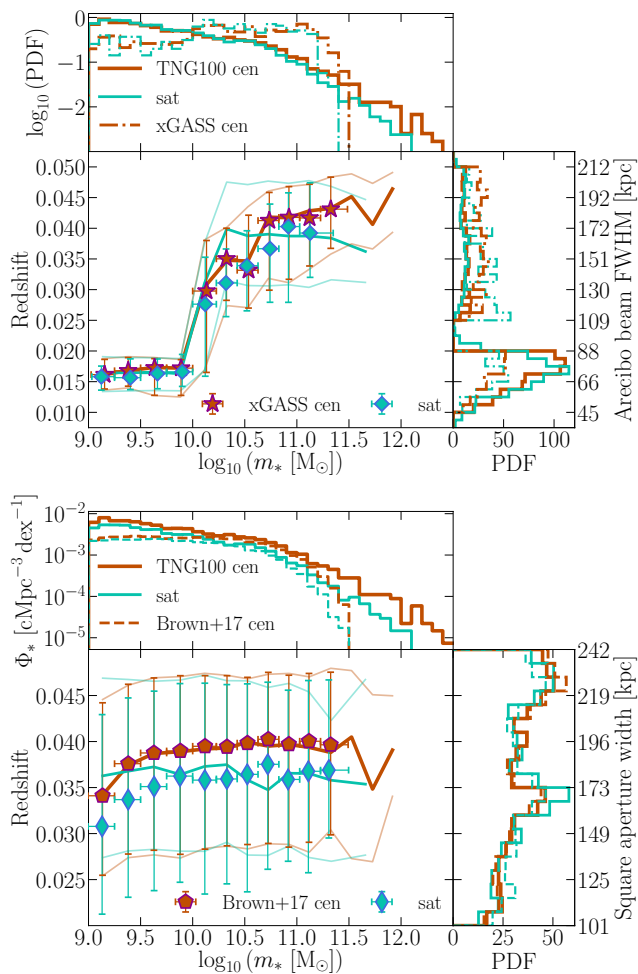 0
−1
−2
log₁₀(PDF)
TNG100 cen
sat
xGASS cen
0.050
0.045
0.040
0.035
0.030
0.025
0.020
0.015
0.010
Redshift
xGASS cen
sat
9.0 9.5 10.0 10.5 11.0 11.5 12.0
log₁₀(m* [M⊙])
212
192
172
151
130
109
88
66
45
Arecibo beam FWHM [kpc]
0 50 100
PDF
10⁻²
10⁻³
10⁻⁴
10⁻⁵
Φ* [cMpc⁻³ dex⁻¹]
TNG100 cen
sat
Brown+17 cen
0.045
0.040
0.035
0.030
0.025
Redshift
Brown+17 cen
sat
9.0 9.5 10.0 10.5 11.0 11.5 12.0
log₁₀(m* [M⊙])
242
219
196
173
149
125
101
Square aperture width [kpc]
0 25 50
PDF